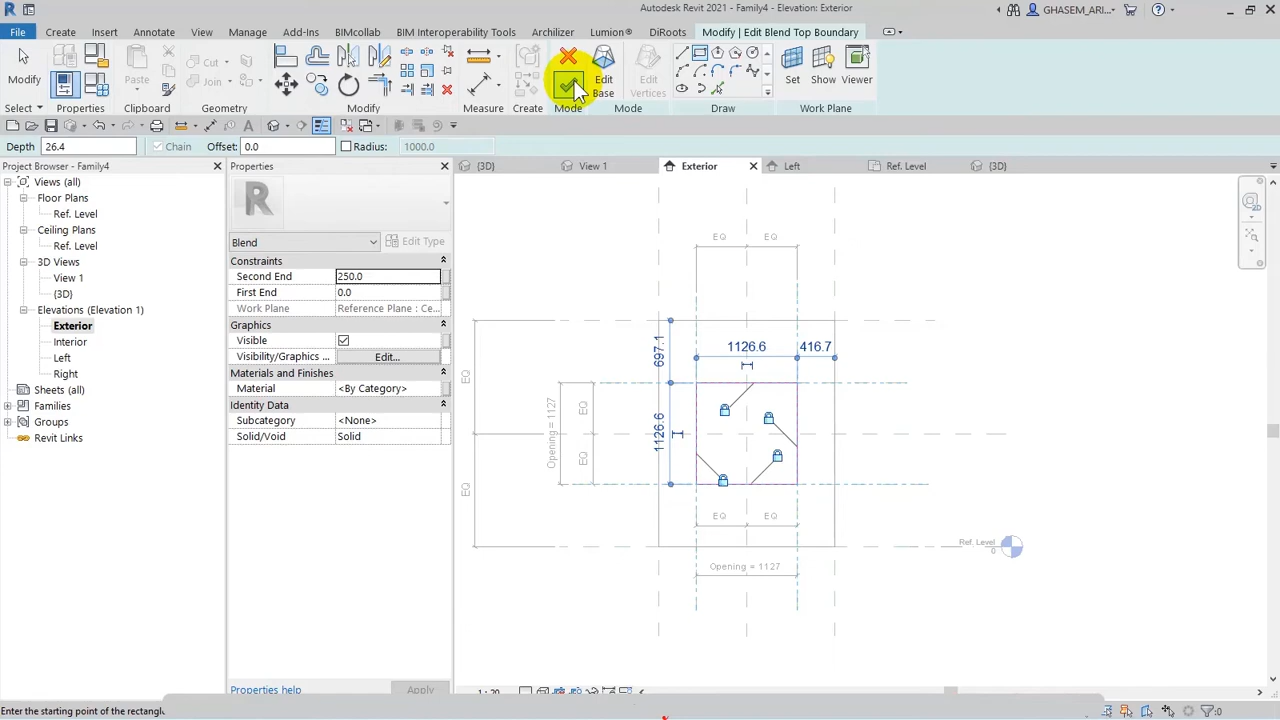 Autodesk Revit 2021 - Family4 - Elevation: Exterior
GHASEM_ARI...
File Create Insert Annotate View Manage Add-Ins BIMcollab BIM Interoperability Tools Archilizer Lumion® DiRoots Modify | Edit Blend Top Boundary
Modify
Paste
Cut
Join
Edit Base
Edit Vertices
Set Show Viewer
Select Properties Clipboard Geometry Modify Measure Create Mode Mode Draw Work Plane
Depth 26.4 Chain Offset: 0.0 Radius: 1000.0
Project Browser - Family4
Views (all)
Floor Plans
Ref. Level
Ceiling Plans
Ref. Level
3D Views
View 1
{3D}
Elevations (Elevation 1)
Exterior
Interior
Left
Right
Sheets (all)
Families
Groups
Revit Links
Properties
R
Blend
Edit Type
Constraints
Second End 250.0
First End 0.0
Work Plane Reference Plane : Ce...
Graphics
Visible
Visibility/Graphics ... Edit...
Materials and Finishes
Material <By Category>
Identity Data
Subcategory <None>
Solid/Void Solid
Properties help Apply
{3D} View 1 Exterior Left Ref. Level {3D}
EQ EQ
1126.6 416.7
697.1
1126.6
EQ
EQ
Opening = 1127
EQ
EQ
EQ EQ
Opening = 1127
Ref. Level
0
1 : 20
Enter the starting point of the rectangle
:0